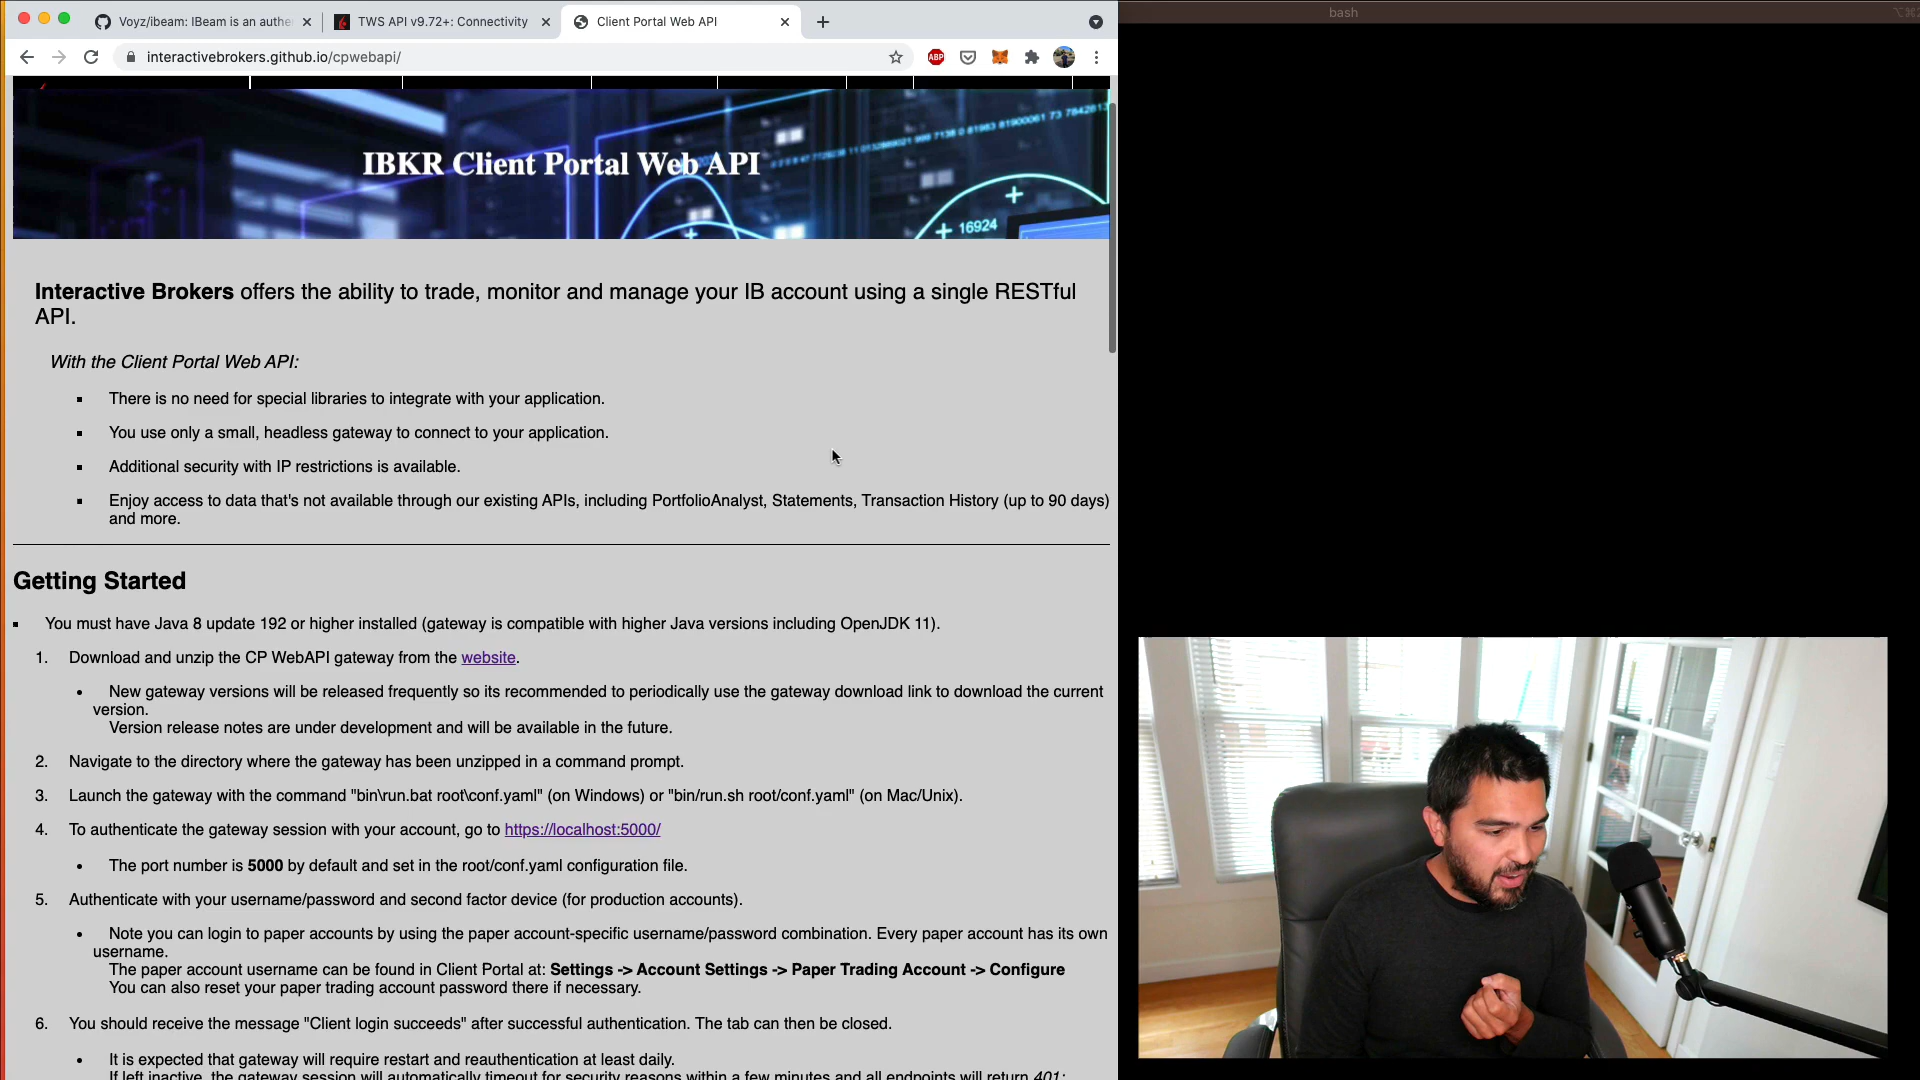 bash
Voyz/ibeam: IBeam is an authe
TWS API v9.72+: Connectivity
Client Portal Web API
interactivebrokers.github.io/cpwebapi/
ABP
IBKR Client Portal Web API
16924
Interactive Brokers offers the ability to trade, monitor and manage your IB account using a single RESTful
API.
With the Client Portal Web API:
There is no need for special libraries to integrate with your application.
You use only a small, headless gateway to connect to your application.
Additional security with IP restrictions is available.
Enjoy access to data that's not available through our existing APIs, including PortfolioAnalyst, Statements, Transaction History (up to 90 days)
and more.
Getting Started
You must have Java 8 update 192 or higher installed (gateway is compatible with higher Java versions including OpenJDK 11).
1. Download and unzip the CP WebAPI gateway from the website.
New gateway versions will be released frequently so its recommended to periodically use the gateway download link to download the current
version.
Version release notes are under development and will be available in the future.
2. Navigate to the directory where the gateway has been unzipped in a command prompt.
3. Launch the gateway with the command "bin\run.bat root\conf.yaml" (on Windows) or "bin/run.sh root/conf.yaml" (on Mac/Unix).
4. To authenticate the gateway session with your account, go to https://localhost:5000/
The port number is 5000 by default and set in the root/conf.yaml configuration file.
5. Authenticate with your username/password and second factor device (for production accounts).
Note you can login to paper accounts by using the paper account-specific username/password combination. Every paper account has its own
username.
The paper account username can be found in Client Portal at: Settings -> Account Settings -> Paper Trading Account -> Configure
You can also reset your paper trading account password there if necessary.
6. You should receive the message "Client login succeeds" after successful authentication. The tab can then be closed.
It is expected that gateway will require restart and reauthentication at least daily.
If left inactive, the gateway session will automatically timeout for security reasons within a few minutes and all endpoints will return 401: